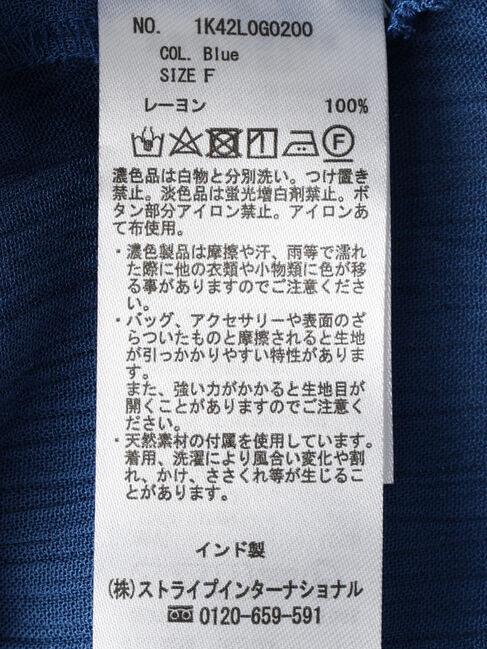 NO. 1K42L0G0200
COL. Blue
SIZE F
レーヨン 100%
F
濃色品は白物と分別洗い。つけ置き
禁止。淡色品は蛍光増白剤禁止。ボ
タン部分アイロン禁止。アイロンあ
て布使用。
・濃色製品は摩擦や汗、雨等で濡れ
た際に他の衣類や小物類に色が移
る事がありますのでご注意くださ
い。
・バッグ、アクセサリーや表面のざ
らついたものと摩擦されると生地
が引っかかりやすい特性がありま
す。
また、強い力がかかると生地目が
開くことがありますのでご注意く
ださい。
・天然素材の付属を使用しています。
着用、洗濯により風合い変化や割
れ、かけ、ささくれ等が生じるこ
とがあります。
インド製
(株)ストライプインターナショナル
0120-659-591